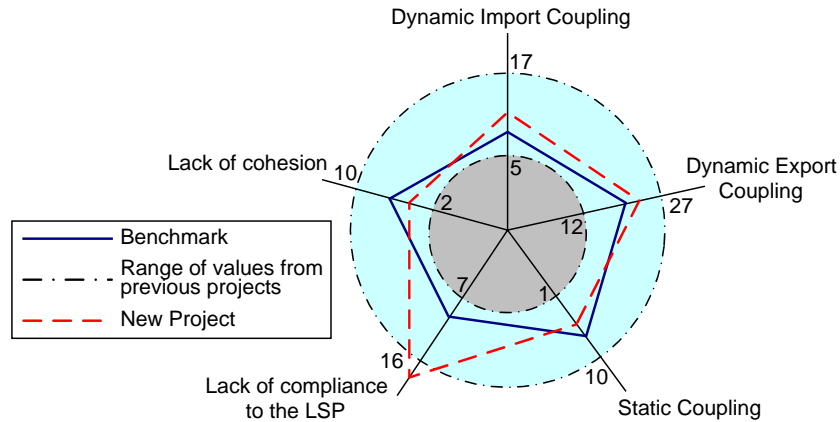 Dynamic Import Coupling
17
Lack of cohesion
10
5
Dynamic Export
Coupling
27
2
12
Benchmark
Range of values from
previous projects
New Project
7
1
16
10
Lack of compliance
to the LSP
Static Coupling